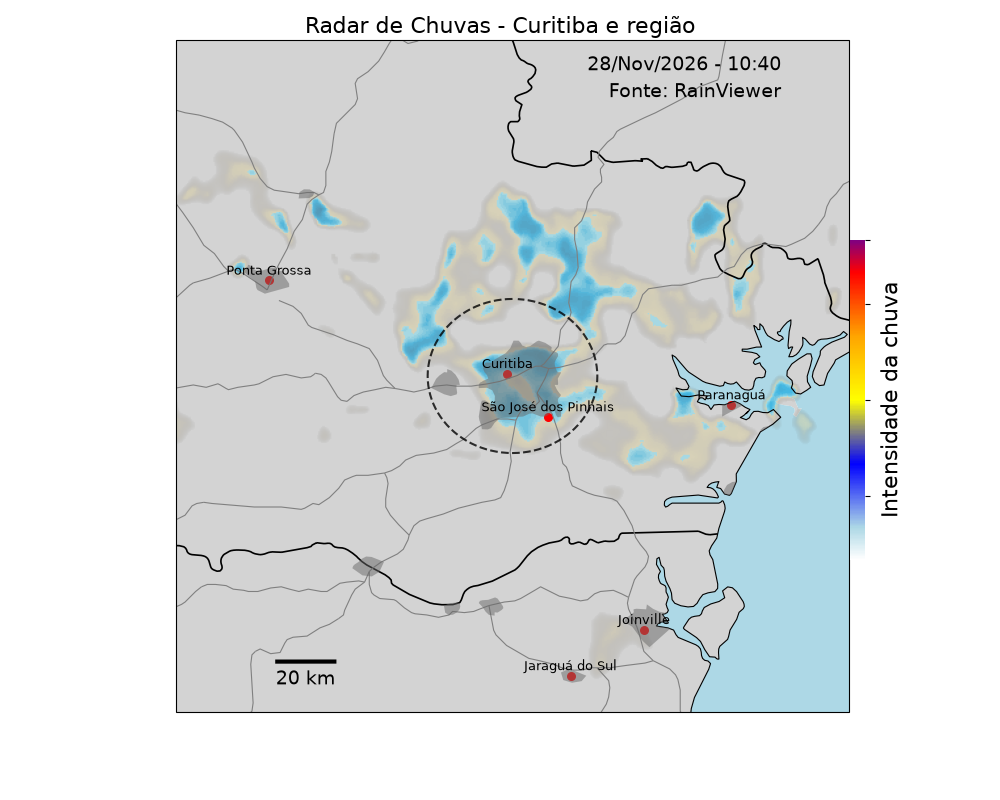 Radar de Chuvas - Curitiba e região
28/Nov/2026 - 10:40
Fonte: RainViewer
Ponta Grossa
Curitiba
Paranaguá
São José dos Pinhais
Joinville
Jaraguá do Sul
20 km
Intensidade da chuva